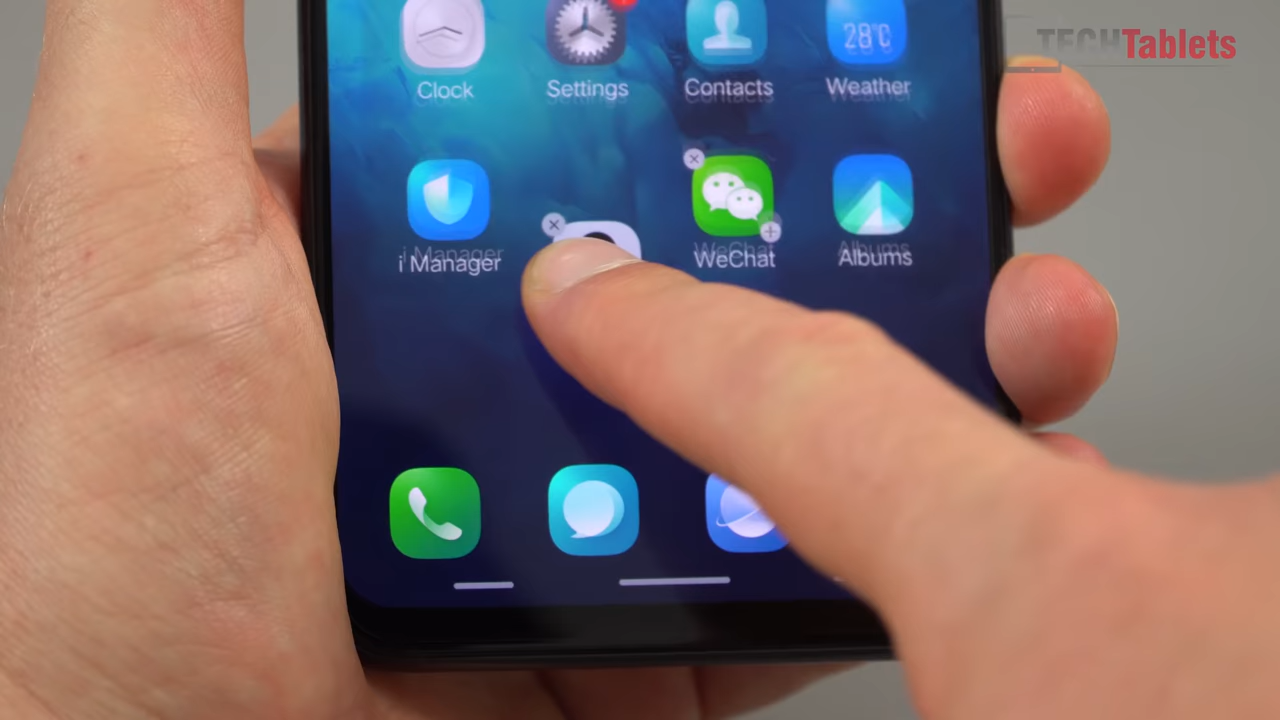 TECHTablets
28°C
Clock
Settings
Contacts
Weather
i Manager
WeChat
Albums